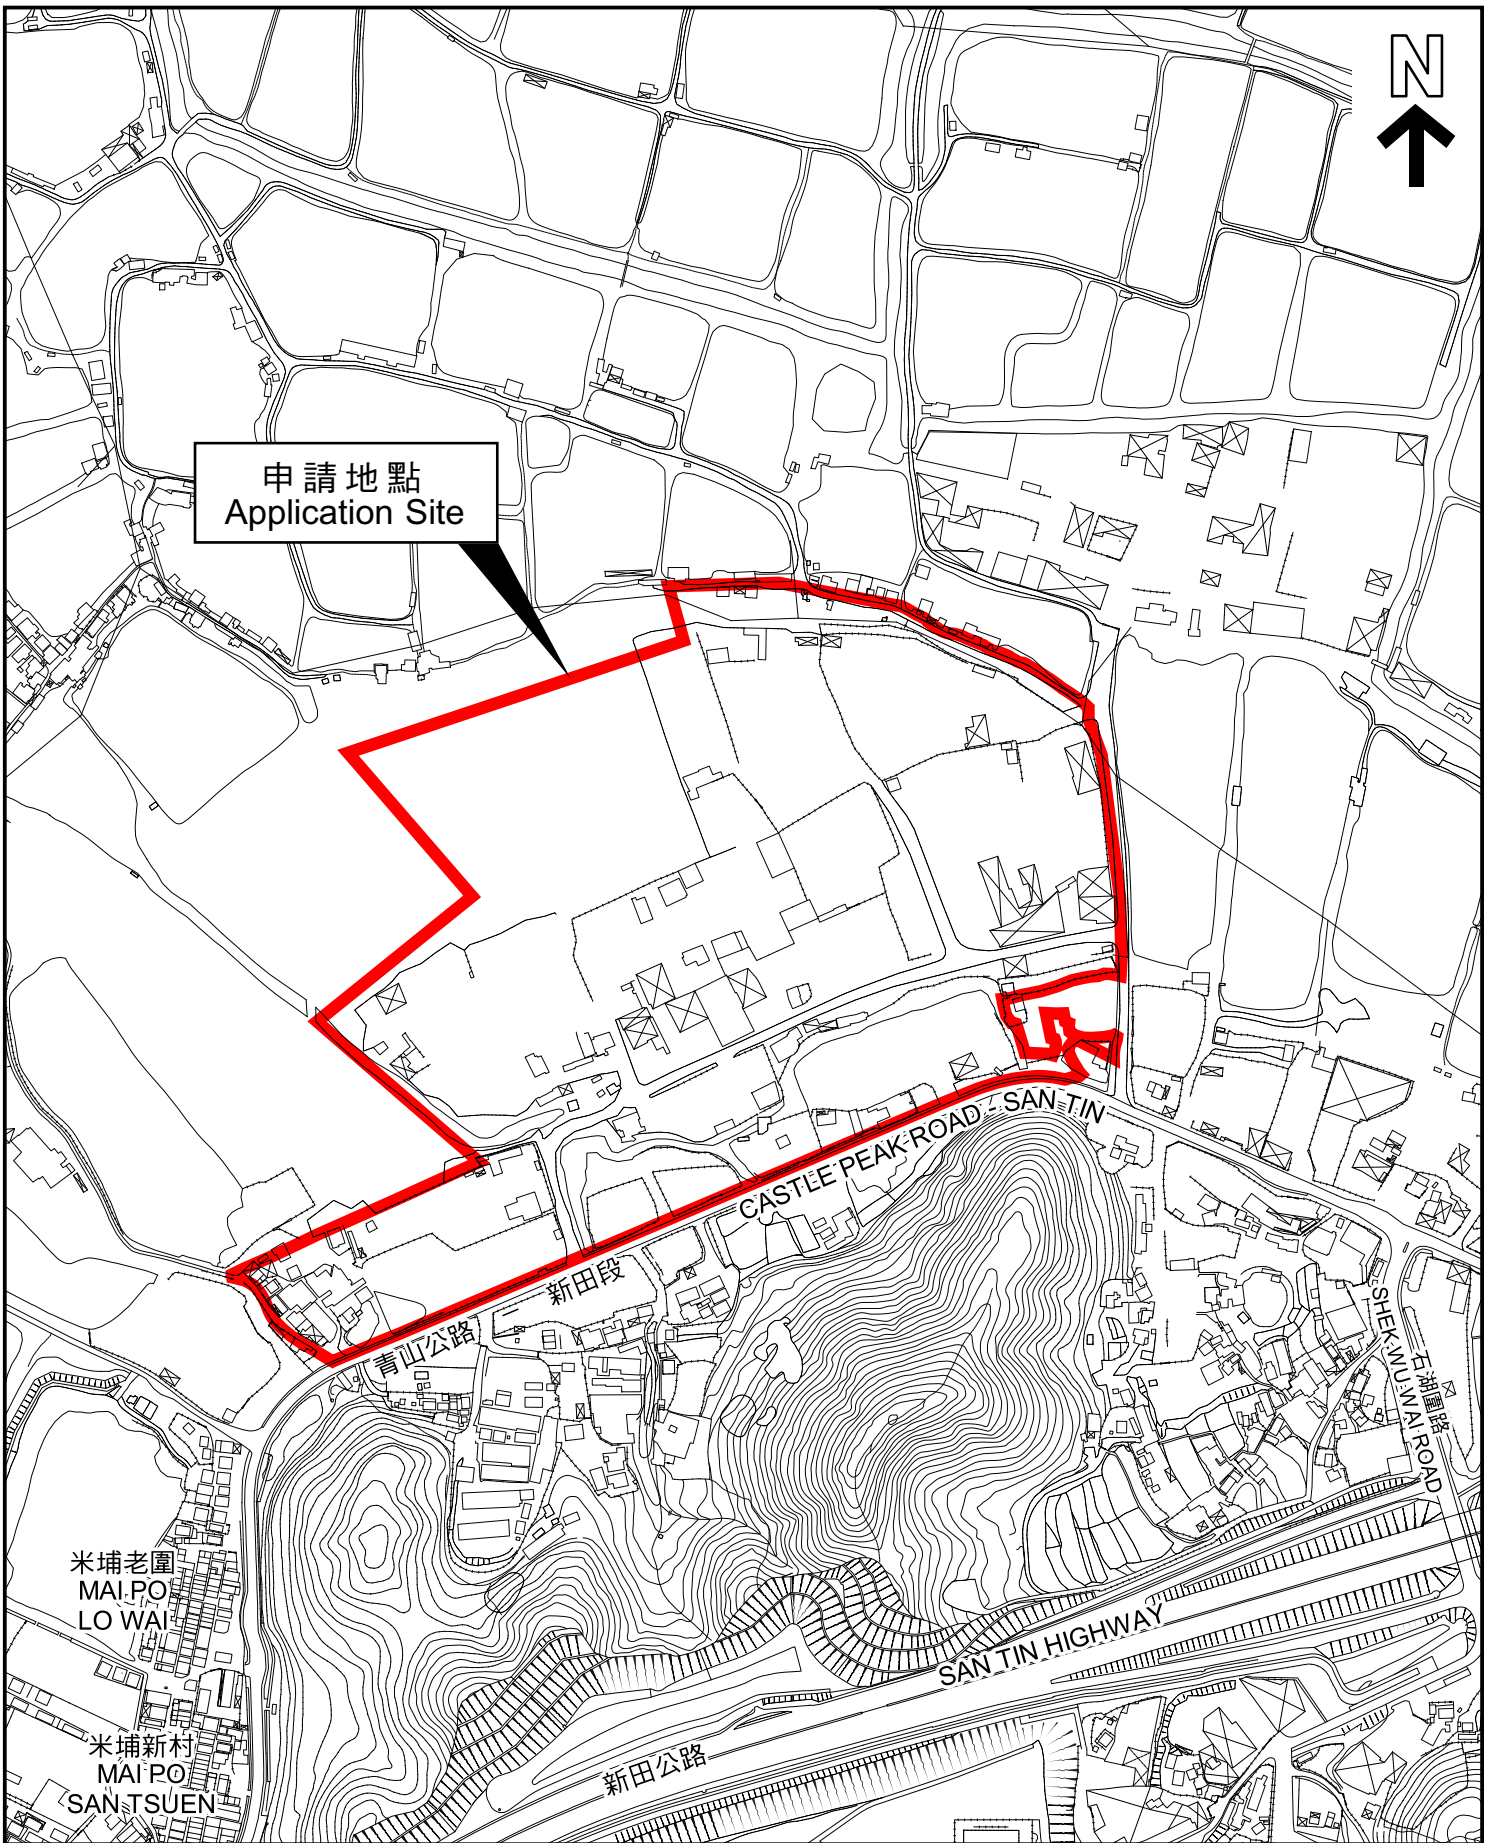 N
申請地點
Application Site
CASTLE PEAK ROAD - SAN TIN
青山公路
新田段
石湖圍路
SHEK WU WAI ROAD
米埔老圍
MAI PO
LO WAI
SAN TIN HIGHWAY
新田公路
米埔新村
MAI PO
SAN TSUEN